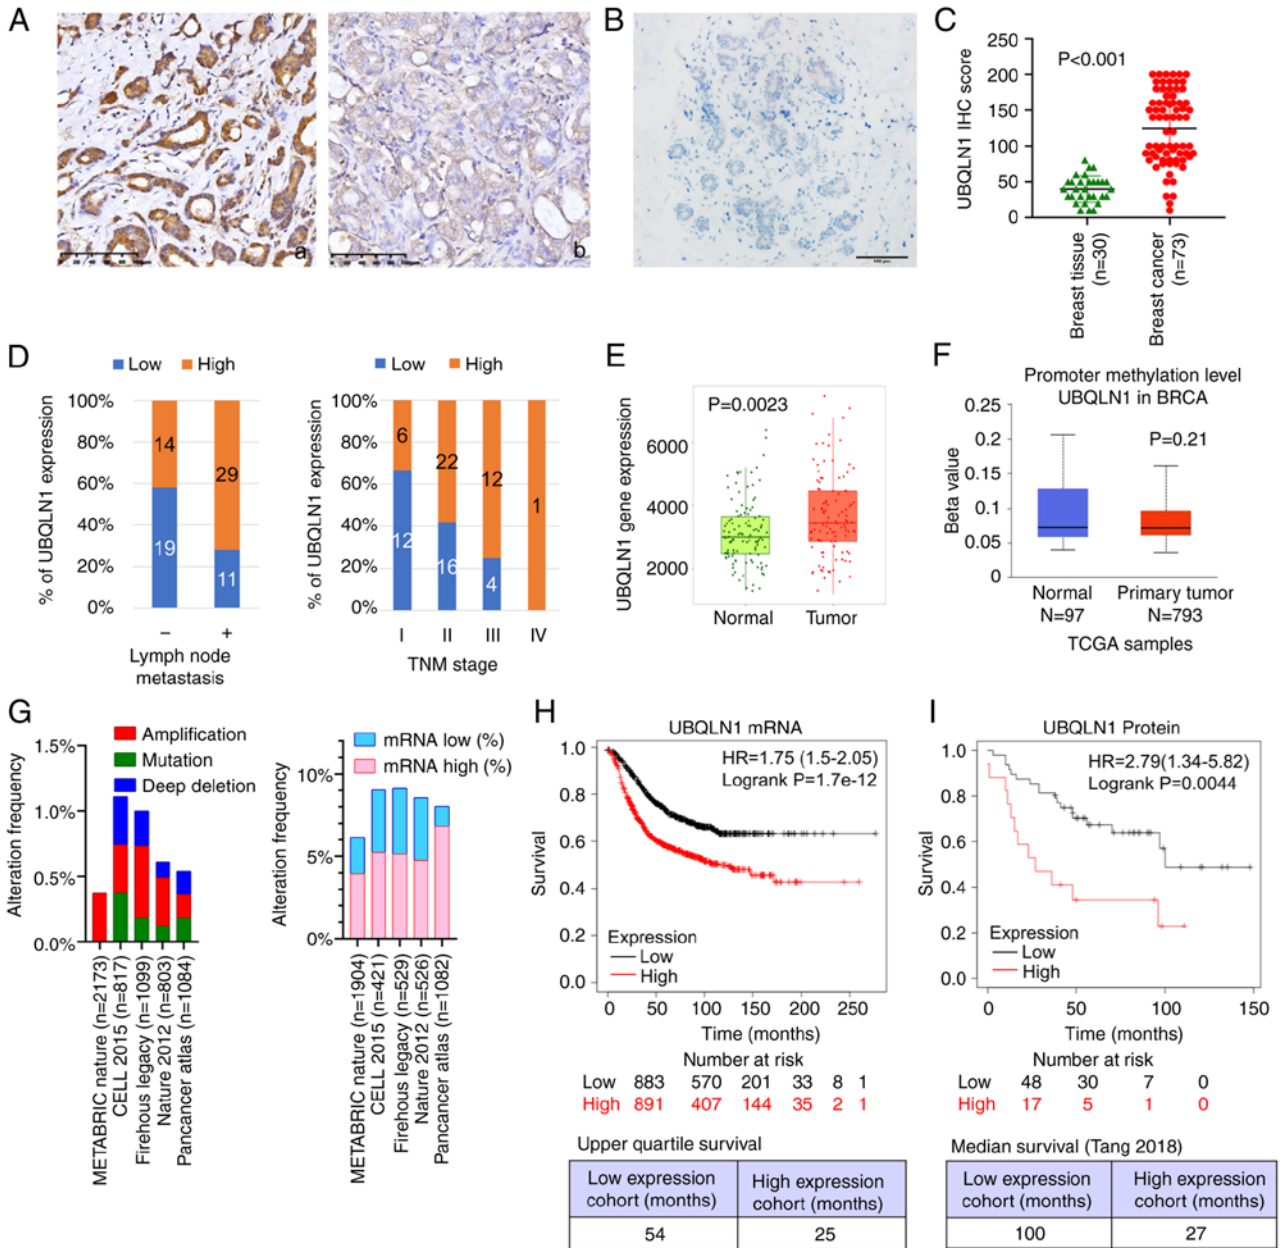 A
a
b
B
C
UBQLN1 IHC score
250
200
150
100
50
0
P<0.001
Breast tissue
(n=30)
Breast cancer
(n=73)
D
Low
High
% of UBQLN1 expression
100%
80%
60%
40%
20%
0%
14
29
19
11
−
+
Lymph node
metastasis
Low
High
% of UBQLN1 expression
100%
80%
60%
40%
20%
0%
6
22
12
1
12
16
4
I
II
III
IV
TNM stage
E
UBQLN1 gene expression
P=0.0023
6000
4000
2000
Normal
Tumor
F
Promoter methylation level
UBQLN1 in BRCA
Beta value
0.25
0.2
0.15
0.1
0.05
0
P=0.21
Normal
N=97
Primary tumor
N=793
TCGA samples
G
Amplification
Mutation
Deep deletion
Alteration frequency
1.5%
1.0%
0.5%
0.0%
METABRIC nature (n=2173)
CELL 2015 (n=817)
Firehous legacy (n=1099)
Nature 2012 (n=803)
Pancancer atlas (n=1084)
mRNA low (%)
mRNA high (%)
Alteration frequency
10%
5%
0%
METABRIC nature (n=1904)
CELL 2015 (n=421)
Firehous legacy (n=529)
Nature 2012 (n=526)
Pancancer atlas (n=1082)
H
UBQLN1 mRNA
HR=1.75 (1.5-2.05)
Logrank P=1.7e-12
Survival
1.0
0.8
0.6
0.4
0.2
0.0
Expression
Low
High
0 50 100 150 200 250
Time (months)
Number at risk
Low 883 570 201 33 8 1
High 891 407 144 35 2 1
Upper quartile survival
Low expression
cohort (months)
High expression
cohort (months)
54
25
I
UBQLN1 Protein
HR=2.79(1.34-5.82)
Logrank P=0.0044
Survival
1.0
0.8
0.6
0.4
0.2
0.0
Expression
Low
High
0 50 100 150
Time (months)
Number at risk
Low 48 30 7 0
High 17 5 1 0
Median survival (Tang 2018)
Low expression
cohort (months)
High expression
cohort (months)
100
27